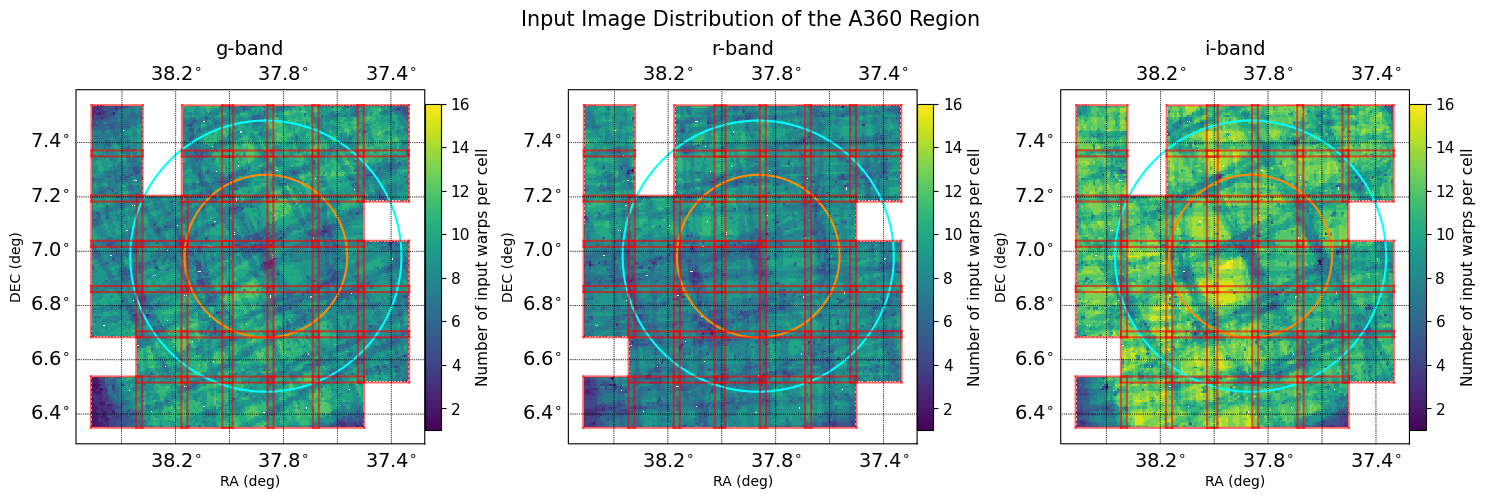 Input Image Distribution of the A360 Region
g-band
38.2° 37.8° 37.4°
7.4°
7.2°
7.0°
6.8°
6.6°
6.4°
DEC (deg)
38.2° 37.8° 37.4°
RA (deg)
16
14
12
10
8
6
4
2
Number of input warps per cell
r-band
38.2° 37.8° 37.4°
7.4°
7.2°
7.0°
6.8°
6.6°
6.4°
DEC (deg)
38.2° 37.8° 37.4°
RA (deg)
16
14
12
10
8
6
4
2
Number of input warps per cell
i-band
38.2° 37.8° 37.4°
7.4°
7.2°
7.0°
6.8°
6.6°
6.4°
DEC (deg)
38.2° 37.8° 37.4°
RA (deg)
16
14
12
10
8
6
4
2
Number of input warps per cell